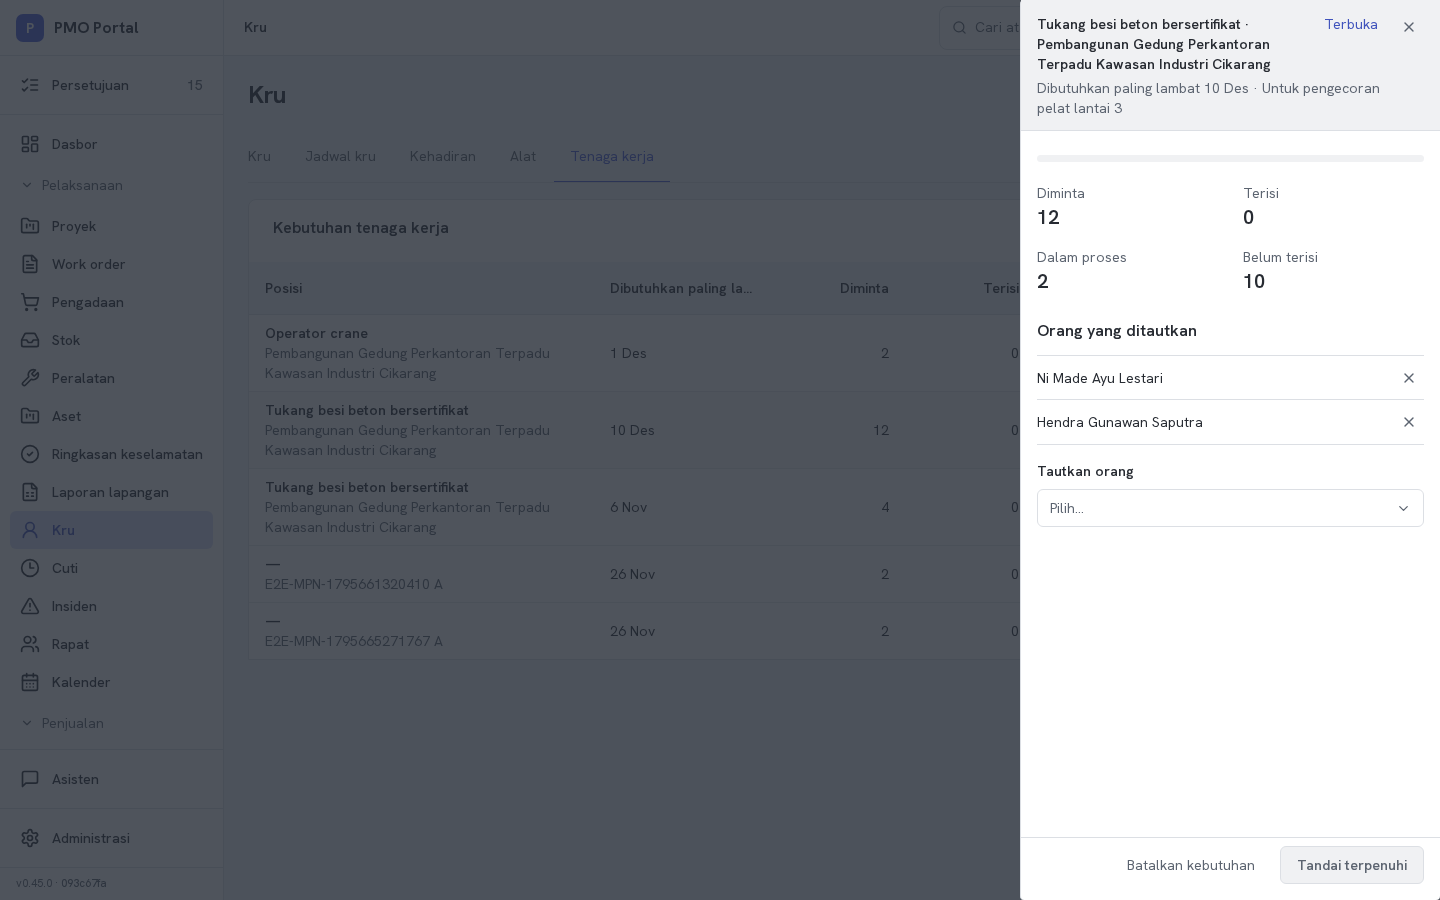 P PMO Portal
Persetujuan 15
Dasbor
Pelaksanaan
Proyek
Work order
Pengadaan
Stok
Peralatan
Aset
Ringkasan keselamatan
Laporan lapangan
Kru
Cuti
Insiden
Rapat
Kalender
Penjualan
Asisten
Administrasi
v0.45.0 · 093c67fa
Kru
Cari at
Kru
Kru Jadwal kru Kehadiran Alat Tenaga kerja
Kebutuhan tenaga kerja
Posisi Dibutuhkan paling la... Diminta Terisi
Operator crane
Pembangunan Gedung Perkantoran Terpadu
Kawasan Industri Cikarang
1 Des 2 0
Tukang besi beton bersertifikat
Pembangunan Gedung Perkantoran Terpadu
Kawasan Industri Cikarang
10 Des 12 0
Tukang besi beton bersertifikat
Pembangunan Gedung Perkantoran Terpadu
Kawasan Industri Cikarang
6 Nov 4 0
—
E2E-MPN-1795661320410 A
26 Nov 2 0
—
E2E-MPN-1795665271767 A
26 Nov 2 0
Tukang besi beton bersertifikat ·
Pembangunan Gedung Perkantoran
Terpadu Kawasan Industri Cikarang
Terbuka
Dibutuhkan paling lambat 10 Des · Untuk pengecoran
pelat lantai 3
Diminta Terisi
12 0
Dalam proses Belum terisi
2 10
Orang yang ditautkan
Ni Made Ayu Lestari
Hendra Gunawan Saputra
Tautkan orang
Pilih...
Batalkan kebutuhan Tandai terpenuhi